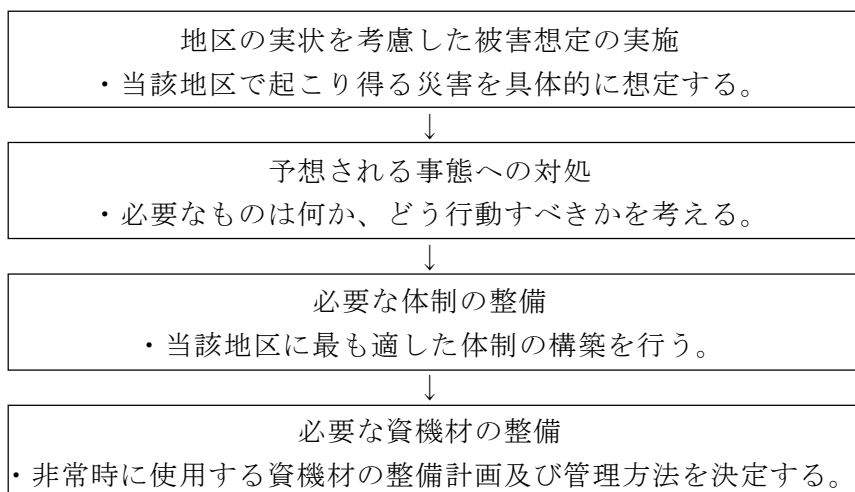 地区の実状を考慮した被害想定の実施
・当該地区で起こり得る災害を具体的に想定する。
↓
予想される事態への対処
・必要なものは何か、どう行動すべきかを考える。
↓
必要な体制の整備
・当該地区に最も適した体制の構築を行う。
↓
必要な資機材の整備
・非常時に使用する資機材の整備計画及び管理方法を決定する。